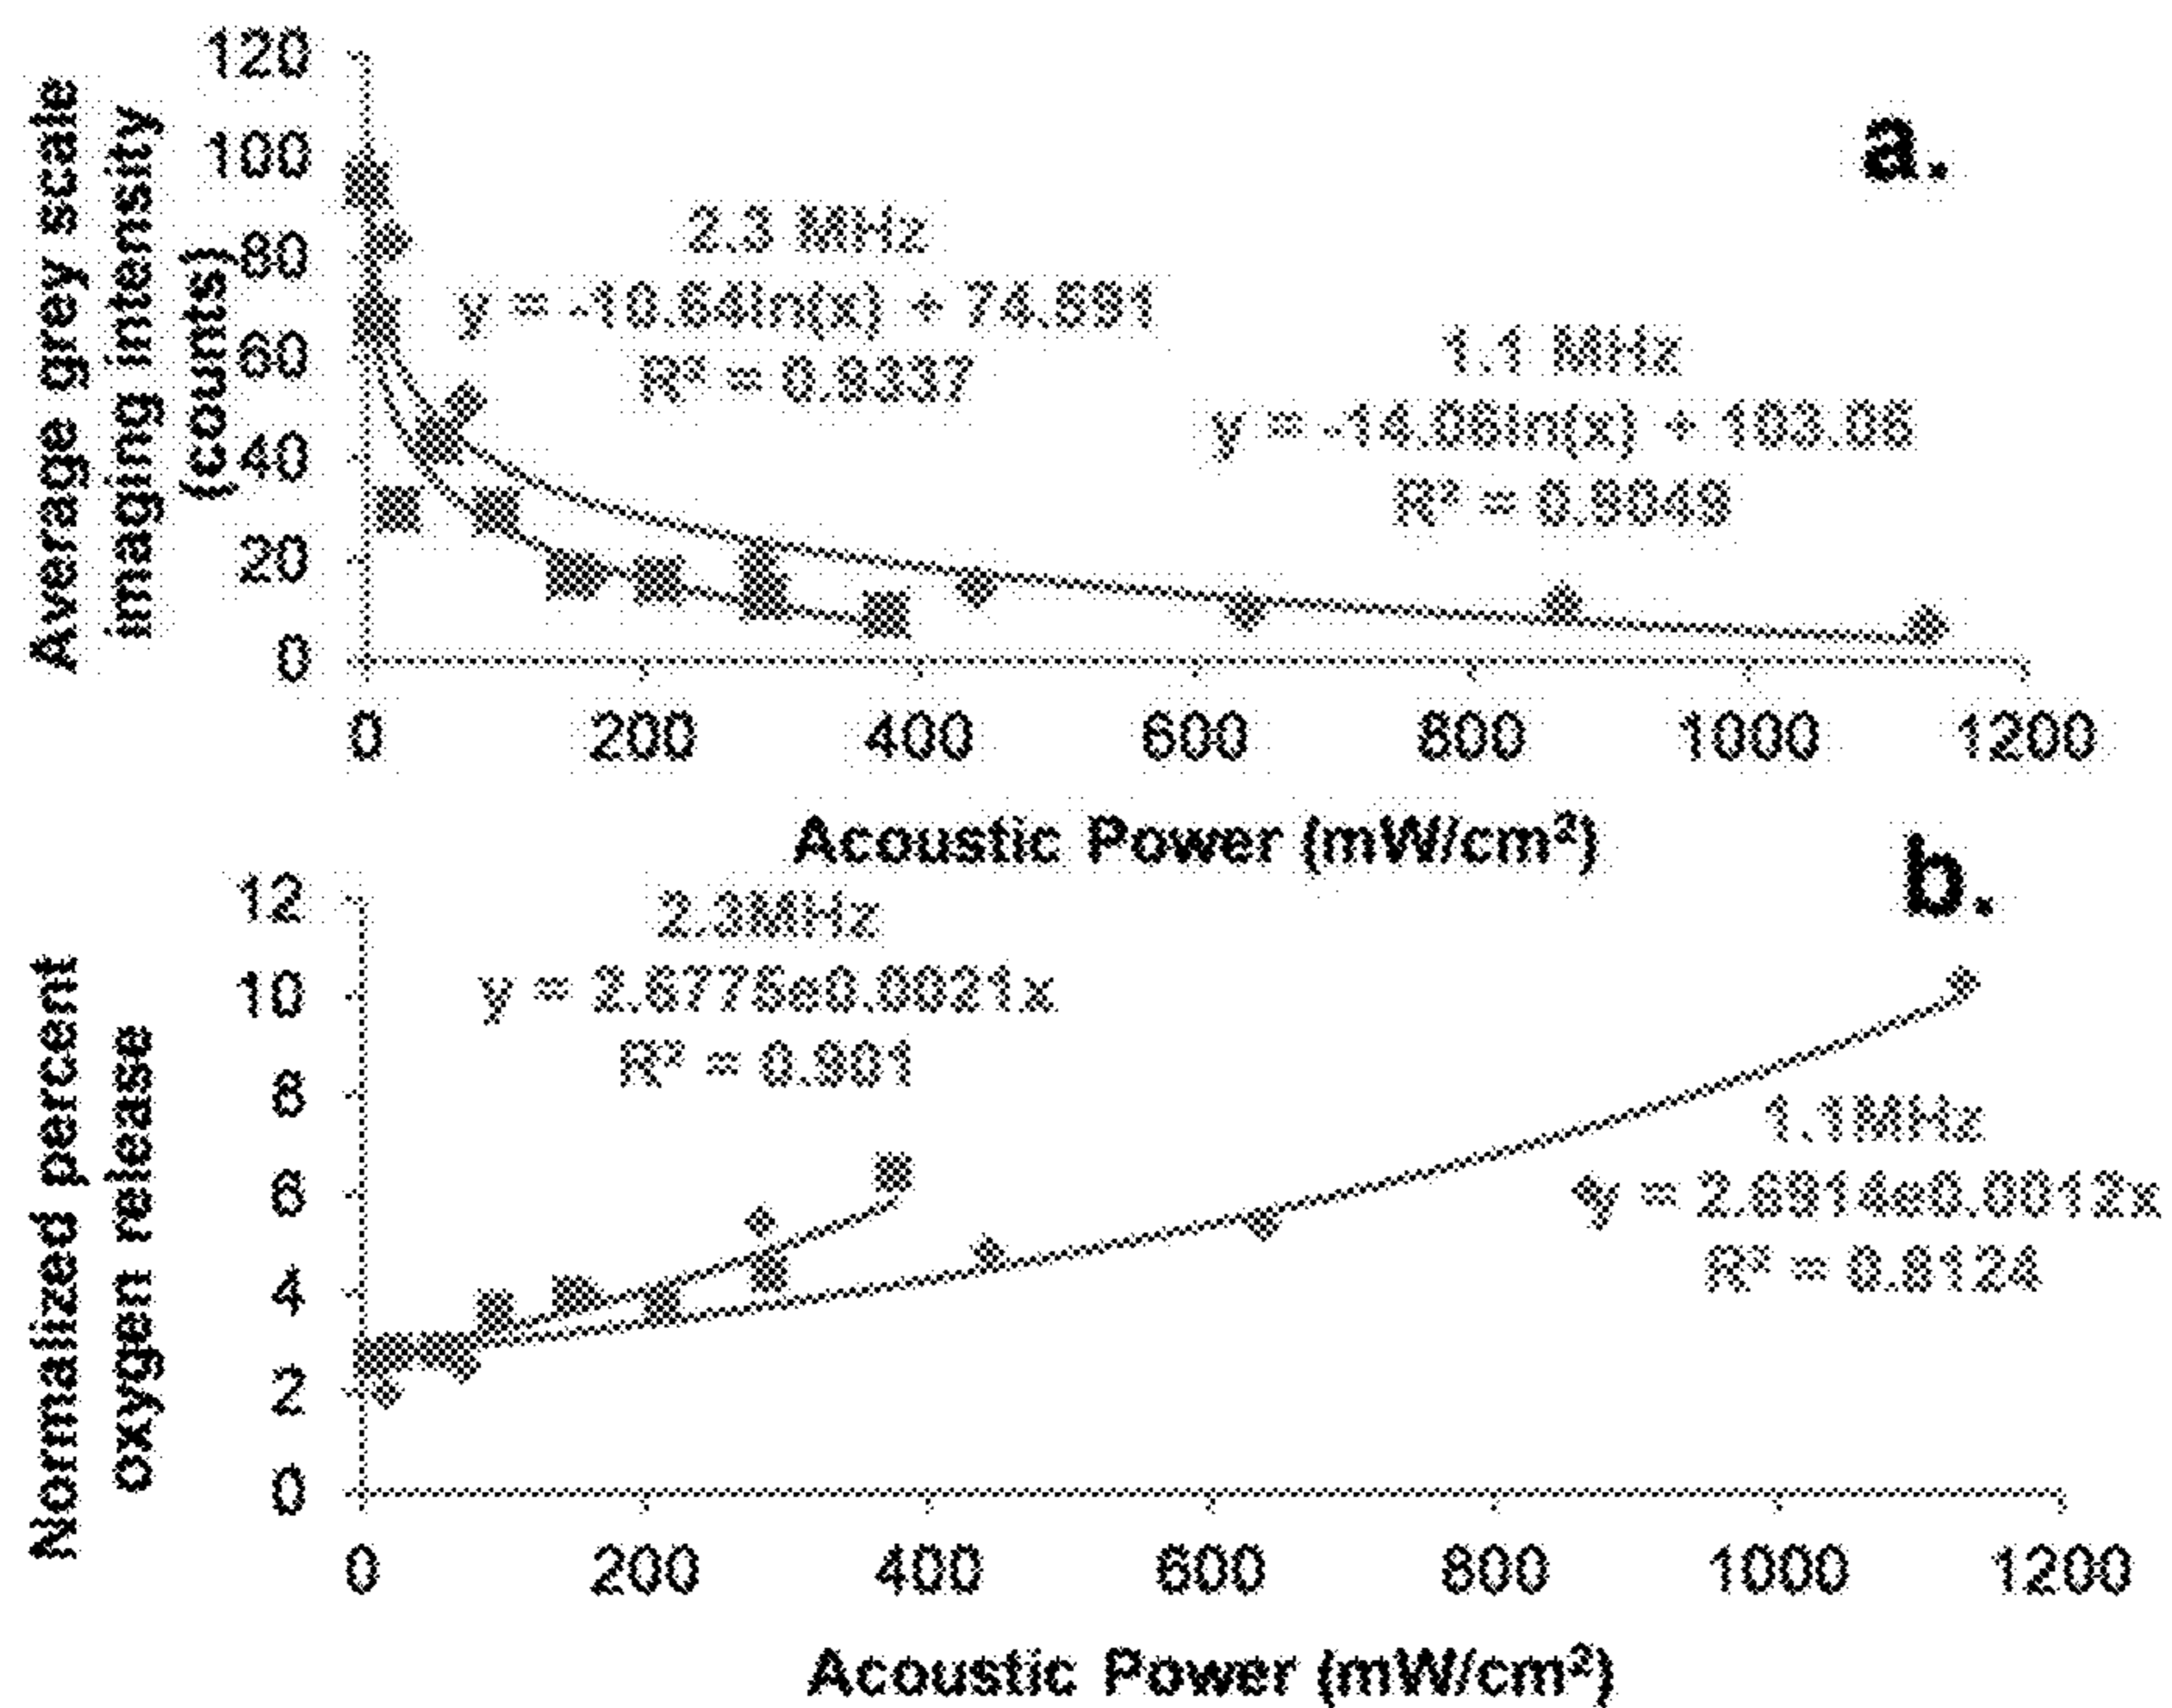 120
100
80
60
40
20
0
Average grey scale
imaging intensity
(counts)
a.
2.3 MHz
y = -10.64ln(x) + 74.691
R² = 0.8337
1.1 MHz
y = -14.06ln(x) + 103.06
R² = 0.9049
0 200 400 600 800 1000 1200
Acoustic Power (mW/cm²)
b.
12
10
8
6
4
2
0
Normalized percent
oxygen release
2.3MHz
y = 2.6775e0.0021x
R² = 0.901
1.1MHz
y = 2.6914e0.0012x
R² = 0.8124
0 200 400 600 800 1000 1200
Acoustic Power (mW/cm²)